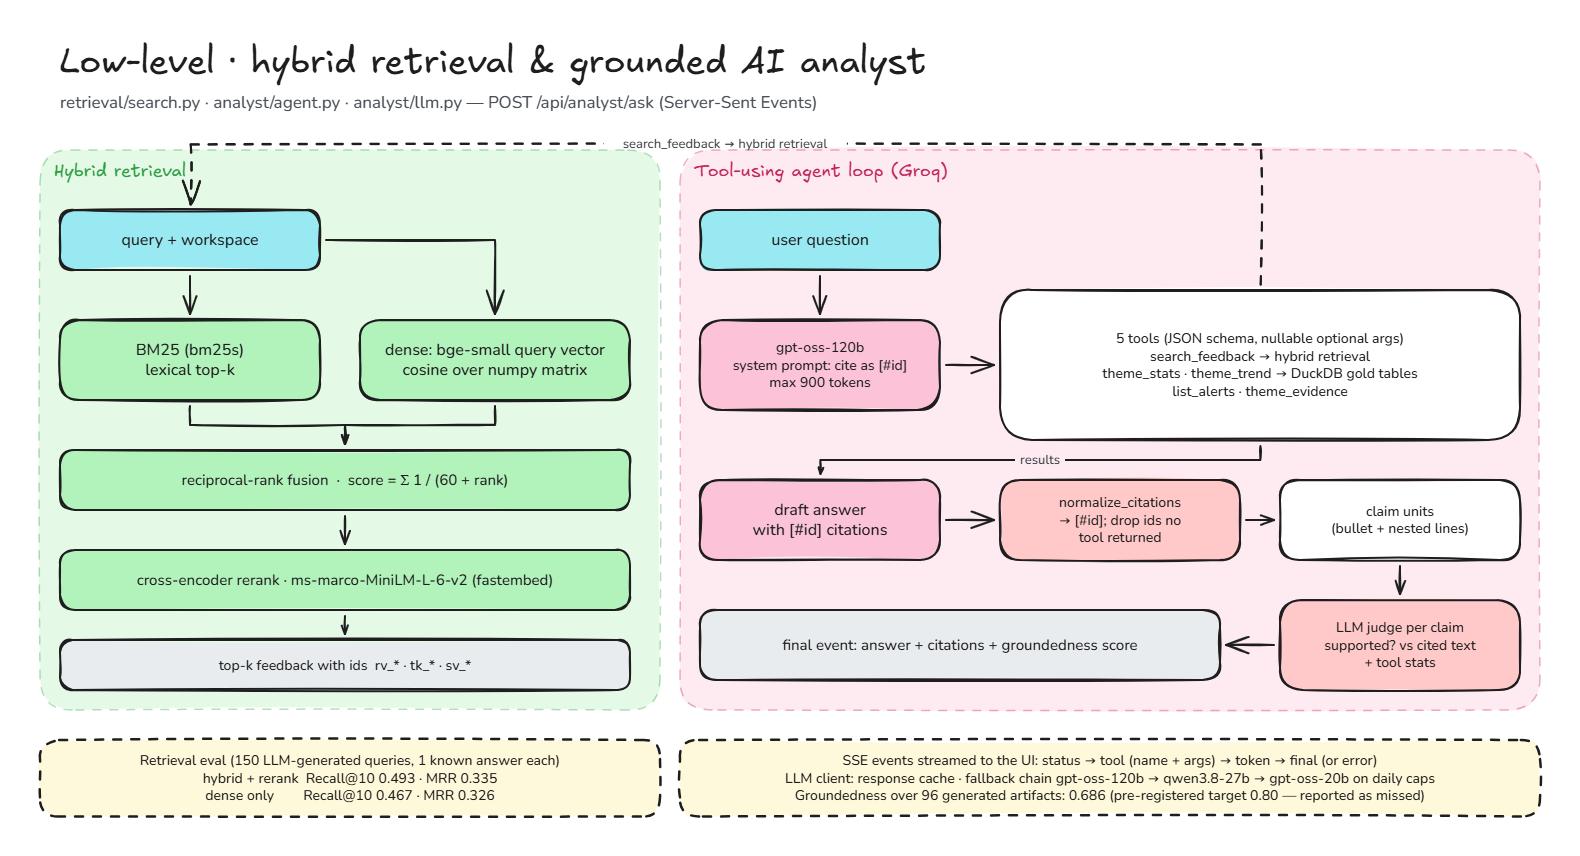 Low-level · hybrid retrieval & grounded AI analyst
retrieval/search.py · analyst/agent.py · analyst/llm.py — POST /api/analyst/ask (Server-Sent Events)
search_feedback → hybrid retrieval
Hybrid retrieval
query + workspace
BM25 (bm25s)
lexical top-k
dense: bge-small query vector
cosine over numpy matrix
reciprocal-rank fusion · score = Σ 1 / (60 + rank)
cross-encoder rerank · ms-marco-MiniLM-L-6-v2 (fastembed)
top-k feedback with ids rv_* · tk_* · sv_*
Tool-using agent loop (Groq)
user question
gpt-oss-120b
system prompt: cite as [#id]
max 900 tokens
5 tools (JSON schema, nullable optional args)
search_feedback → hybrid retrieval
theme_stats · theme_trend → DuckDB gold tables
list_alerts · theme_evidence
results
draft answer
with [#id] citations
normalize_citations
→ [#id]; drop ids no
tool returned
claim units
(bullet + nested lines)
LLM judge per claim
supported? vs cited text
+ tool stats
final event: answer + citations + groundedness score
Retrieval eval (150 LLM-generated queries, 1 known answer each)
hybrid + rerank Recall@10 0.493 · MRR 0.335
dense only Recall@10 0.467 · MRR 0.326
SSE events streamed to the UI: status → tool (name + args) → token → final (or error)
LLM client: response cache · fallback chain gpt-oss-120b → qwen3.8-27b → gpt-oss-20b on daily caps
Groundedness over 96 generated artifacts: 0.686 (pre-registered target 0.80 — reported as missed)